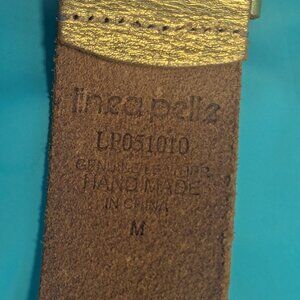 linea pelle
LP051010
GENUINE LEATHER
HAND MADE
IN CHINA
M